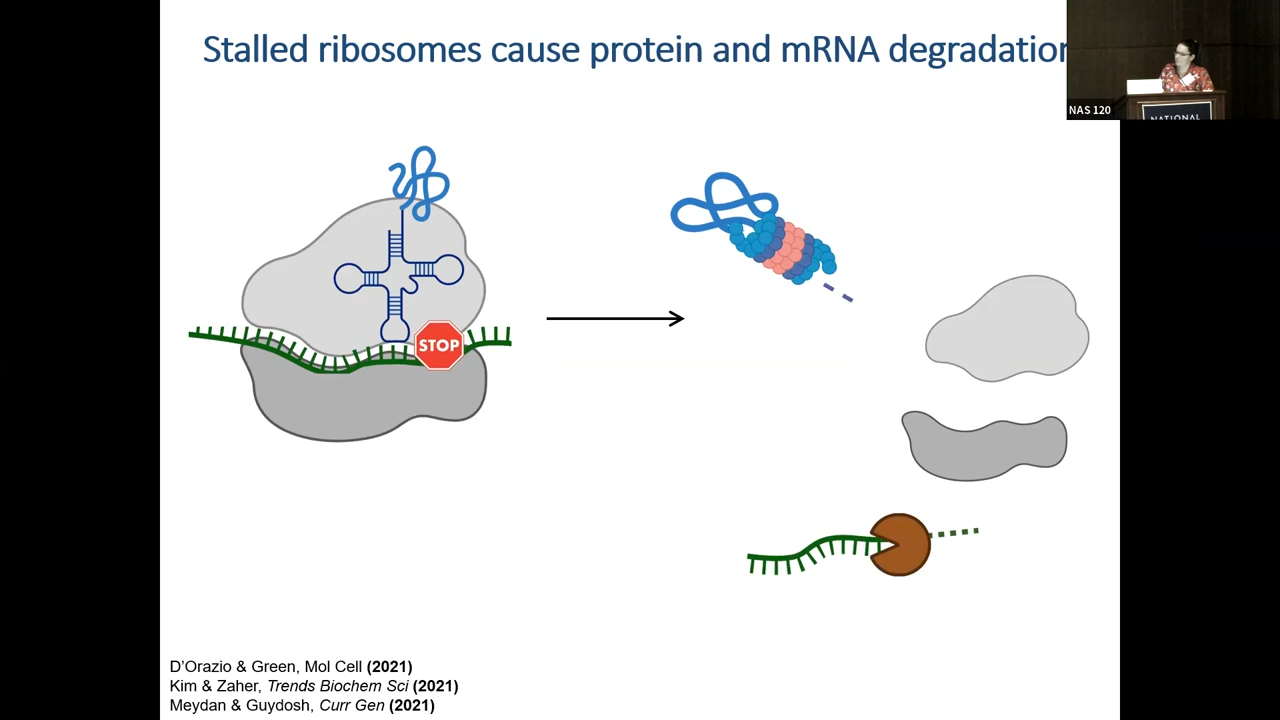 Stalled ribosomes cause protein and mRNA degradation
NAS 120
NATIONAL
STOP
D'Orazio & Green, Mol Cell (2021)
Kim & Zaher, Trends Biochem Sci (2021)
Meydan & Guydosh, Curr Gen (2021)